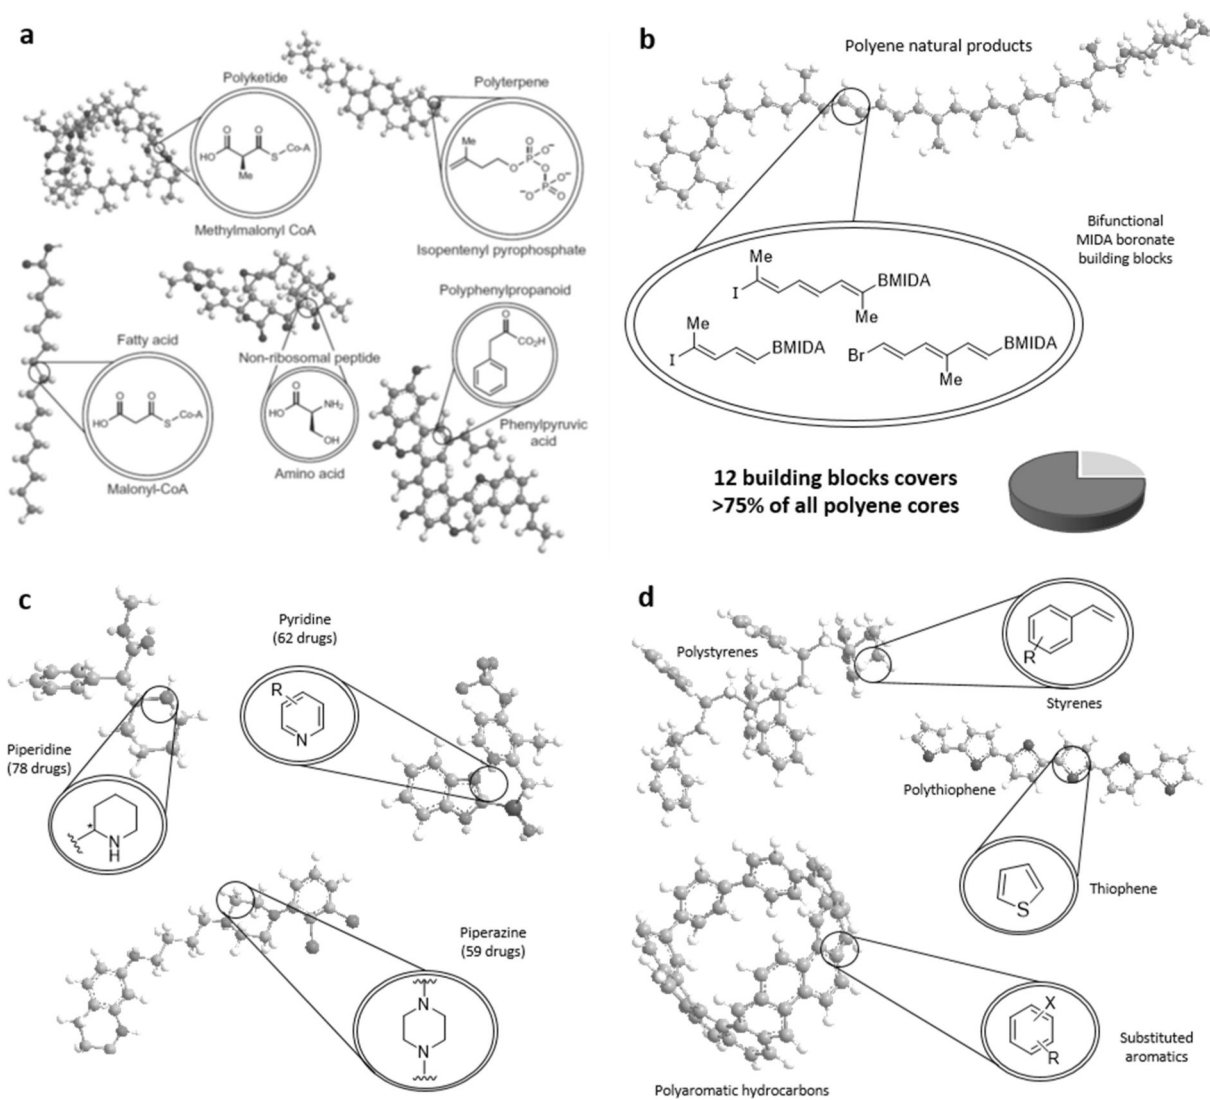 a
Polyketide
O
O
HO
S
Co-A
Me
Methylmalonyl CoA
Polyterpene
Me
O
O
O⁻
P
O⁻
O
O⁻
P
O
Isopentenyl pyrophosphate
Fatty acid
O
O
HO
S
Co-A
Malonyl-CoA
Non-ribosomal peptide
O
NH₂
HO
OH
Amino acid
Polyphenylpropanoid
O
CO₂H
Phenylpyruvic
acid
b
Polyene natural products
Bifunctional
MIDA boronate
building blocks
Me
I
BMIDA
Me
Me
I
BMIDA
Br
BMIDA
Me
12 building blocks covers
>75% of all polyene cores
c
Pyridine
(62 drugs)
R
N
Piperidine
(78 drugs)
*
N
H
Piperazine
(59 drugs)
N
N
d
Polystyrenes
R
Styrenes
Polythiophene
S
Thiophene
X
R
Substituted
aromatics
Polyaromatic hydrocarbons